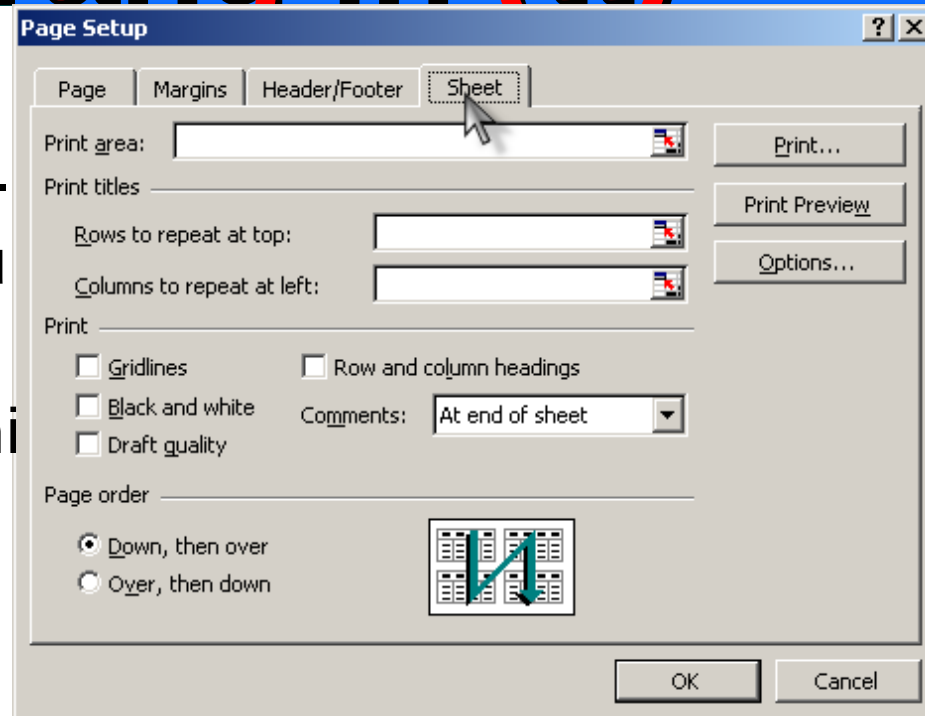 Page Setup
Page Margins Header/Footer Sheet
Print area:
Print...
Print titles
Print Preview
Rows to repeat at top:
Options...
Columns to repeat at left:
Print
Gridlines Row and column headings
Black and white Comments: At end of sheet
Draft quality
Page order
Down, then over
Over, then down
OK Cancel